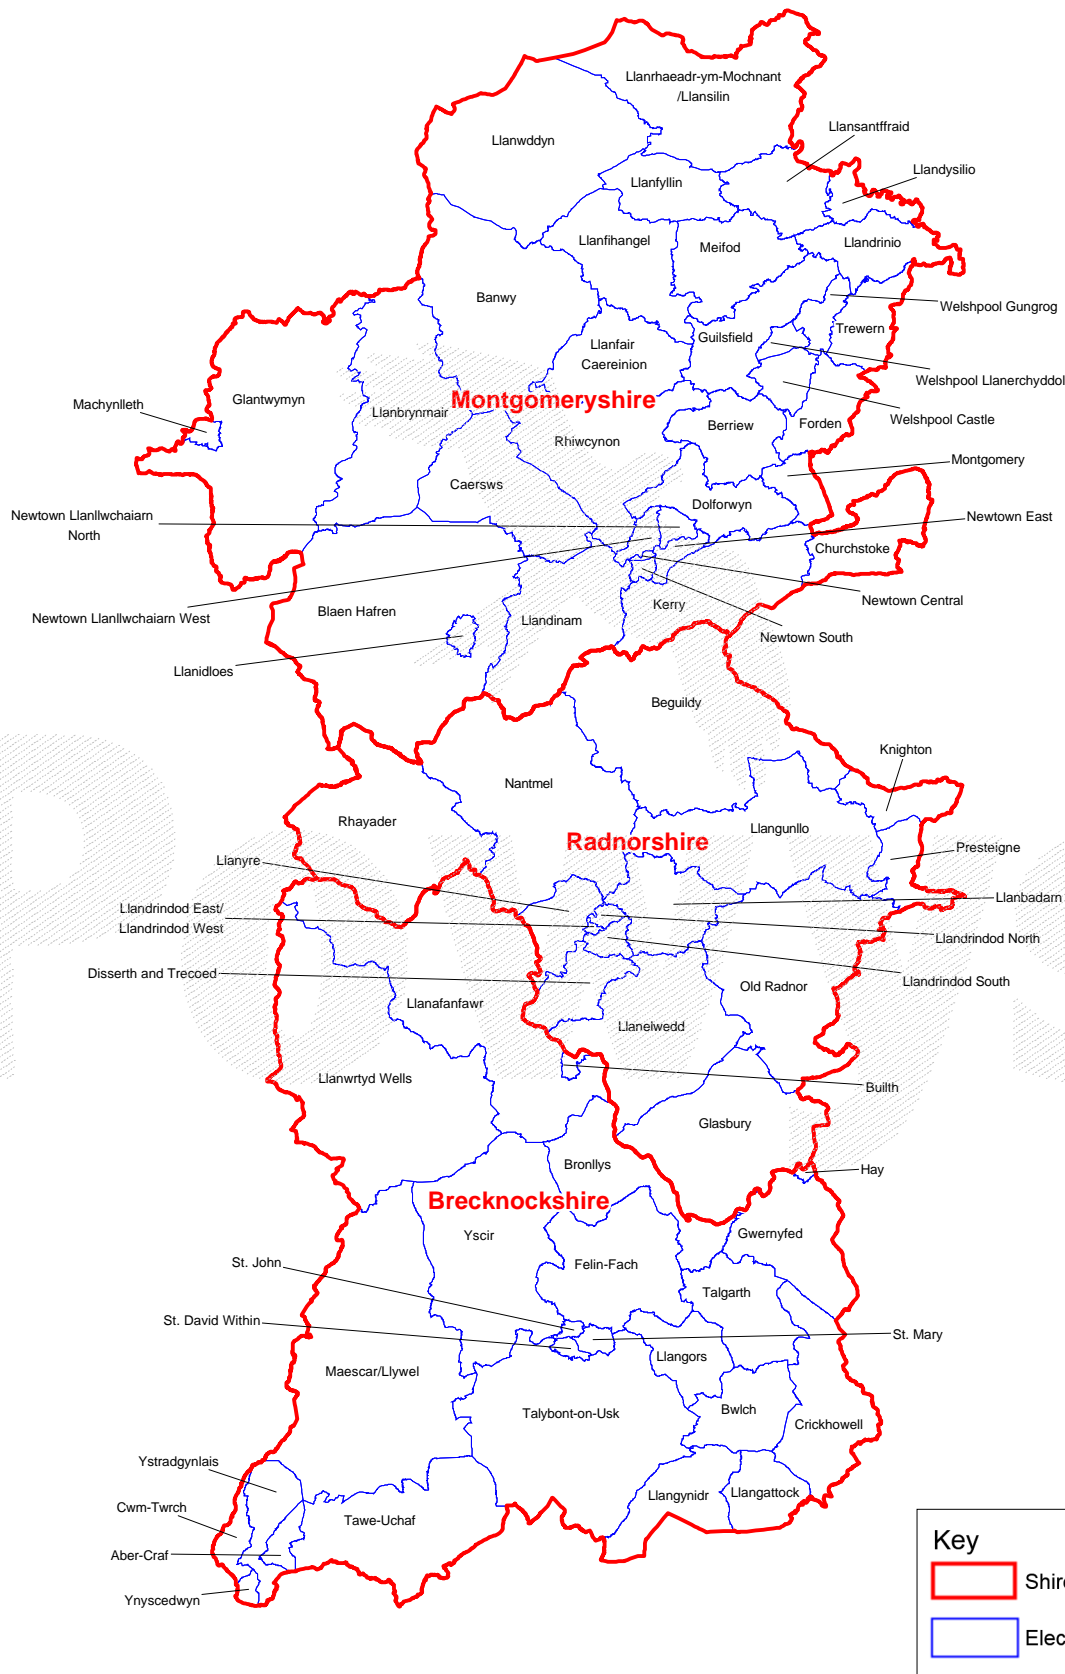 Llanrhaeadr-ym-Mochnant
/Llansilin
Llansantffraid
Llanwddyn
Llandysilio
Llanfyllin
Llanfihangel
Meifod
Llandrinio
Banwy
Welshpool Gungrog
Trewern
Guilsfield
Llanfair
Caereinion
Welshpool Llanerchyddol
Glantwymyn
Montgomeryshire
Machynlleth
Llanbrynmair
Welshpool Castle
Berriew
Forden
Rhiwcynon
Montgomery
Caersws
Dolforwyn
Newtown Llanllwchaiarn
North
Newtown East
Churchstoke
Newtown Central
Newtown Llanllwchaiarn West
Blaen Hafren
Kerry
Llandinam
Newtown South
Llanidloes
Beguildy
Knighton
Nantmel
Rhayader
Llangunllo
Radnorshire
Presteigne
Llanyre
Llanbadarn
Llandrindod East/
Llandrindod West
Llandrindod North
Disserth and Trecoed
Llandrindod South
Old Radnor
Llanafanfawr
Llanelwedd
Llanwrtyd Wells
Builth
Glasbury
Bronllys
Hay
Brecknockshire
Yscir
Gwernyfed
St. John
Felin-Fach
Talgarth
St. David Within
St. Mary
Llangors
Maescar/Llywel
Talybont-on-Usk
Bwlch
Crickhowell
Ystradgynlais
Llangynidr
Llangattock
Cwm-Twrch
Tawe-Uchaf
Aber-Craf
Ynyscedwyn
Key
Shire
Elec